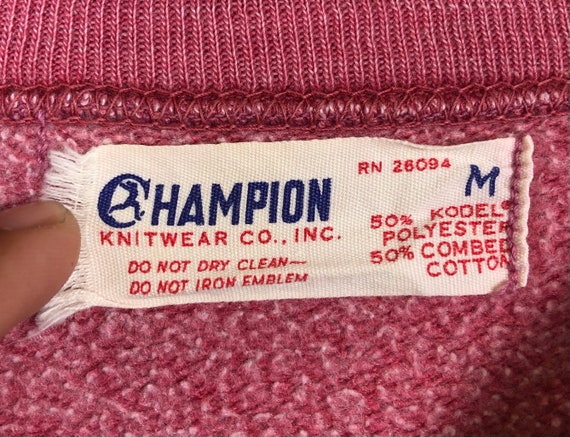 CHAMPION
KNITWEAR CO., INC.
DO NOT DRY CLEAN—
DO NOT IRON EMBLEM
RN 26094
M
50% KODEL®
POLYESTER
50% COMBED
COTTON